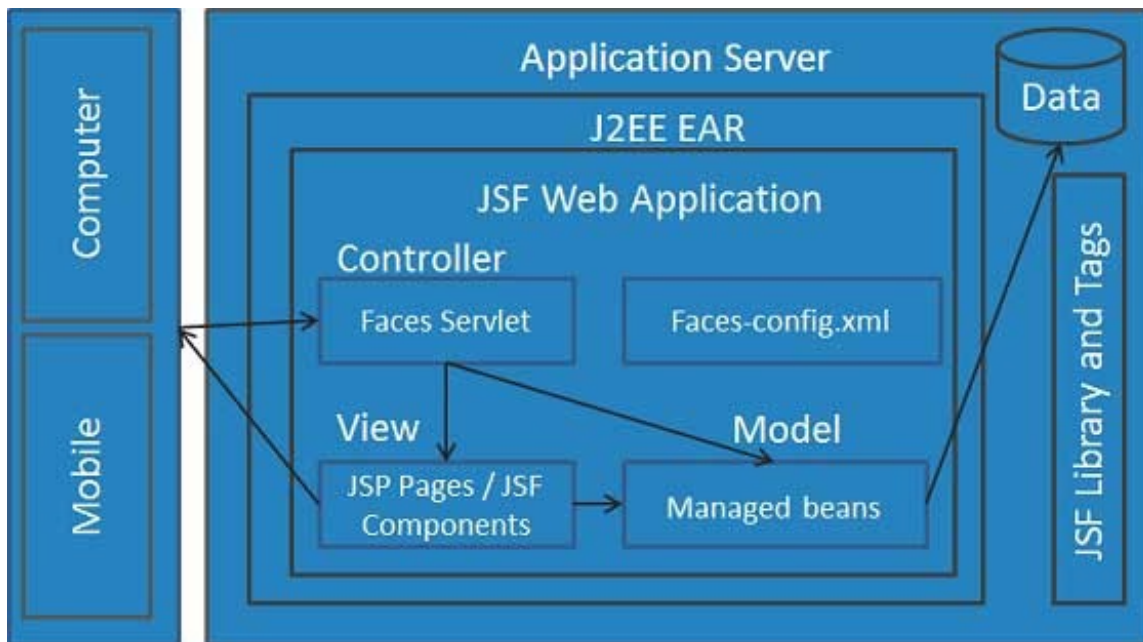 Computer
Mobile
Application Server
Data
J2EE EAR
JSF Web Application
Controller
Faces Servlet
Faces-config.xml
View
Model
JSP Pages / JSF
Components
Managed beans
JSF Library and Tags